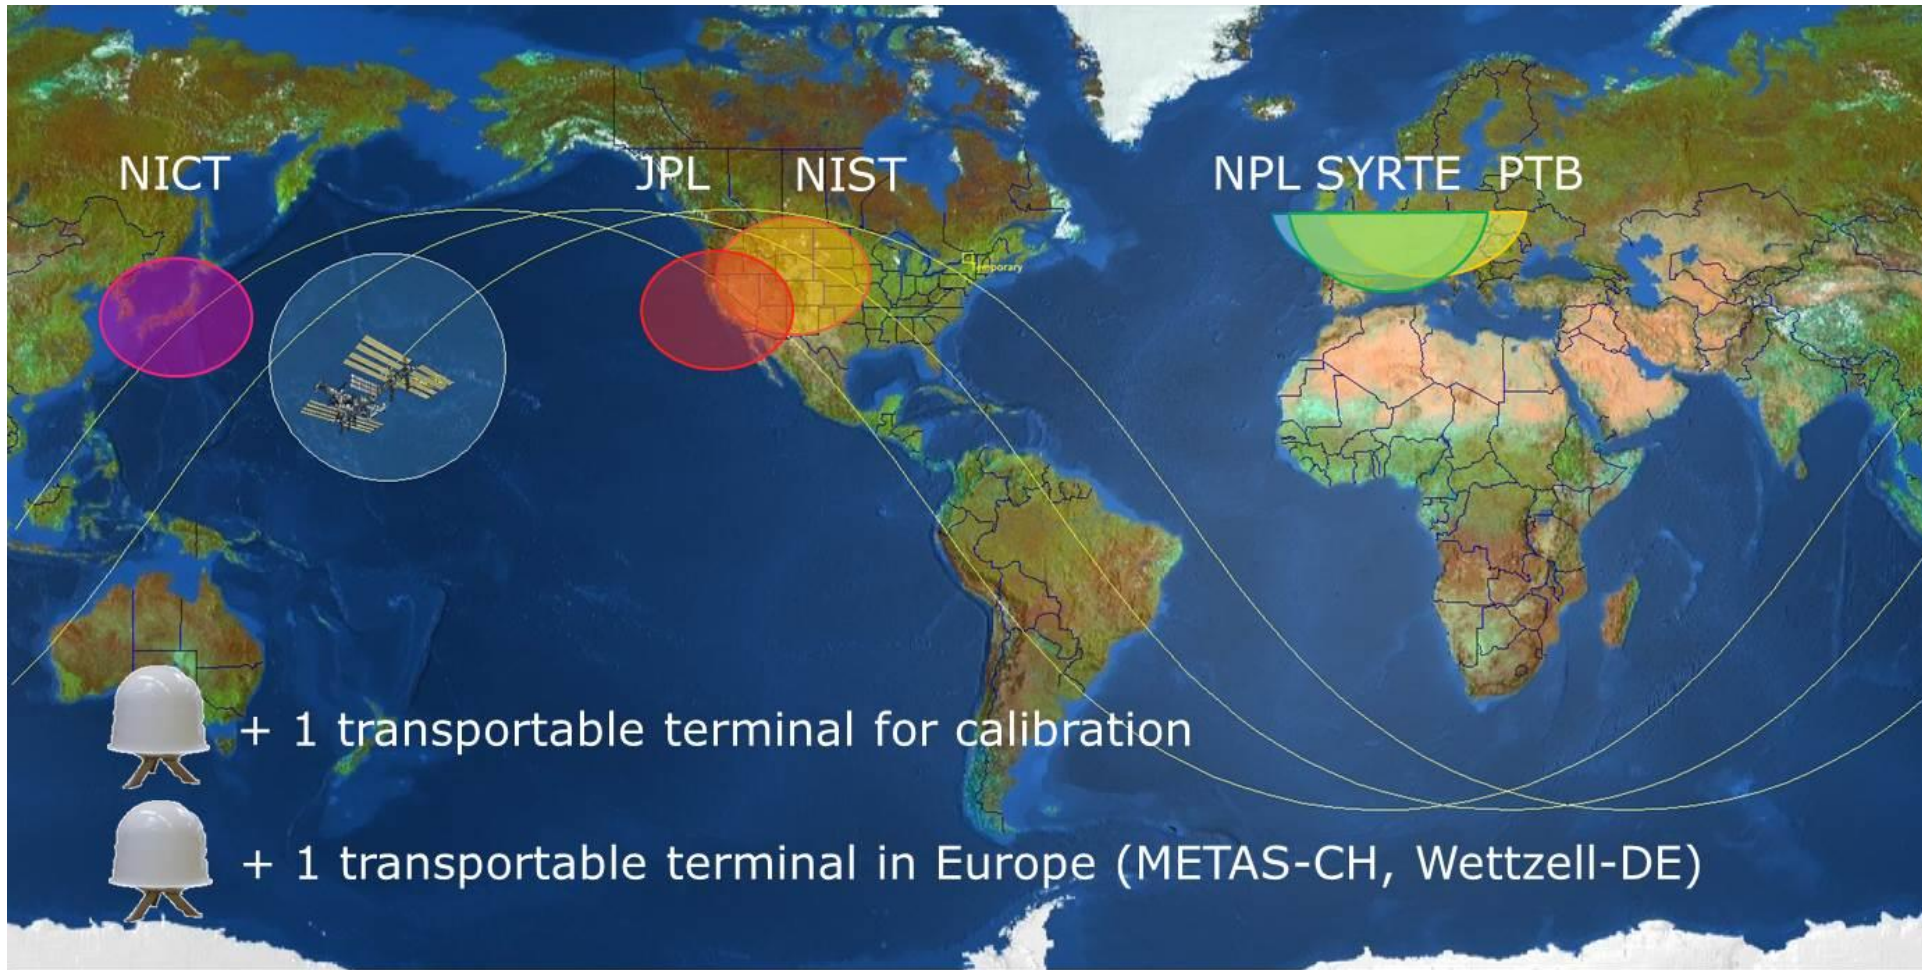 NICT JPL NIST NPL SYRTE PTB
Temporary
+ 1 transportable terminal for calibration
+ 1 transportable terminal in Europe (METAS-CH, Wettzell-DE)